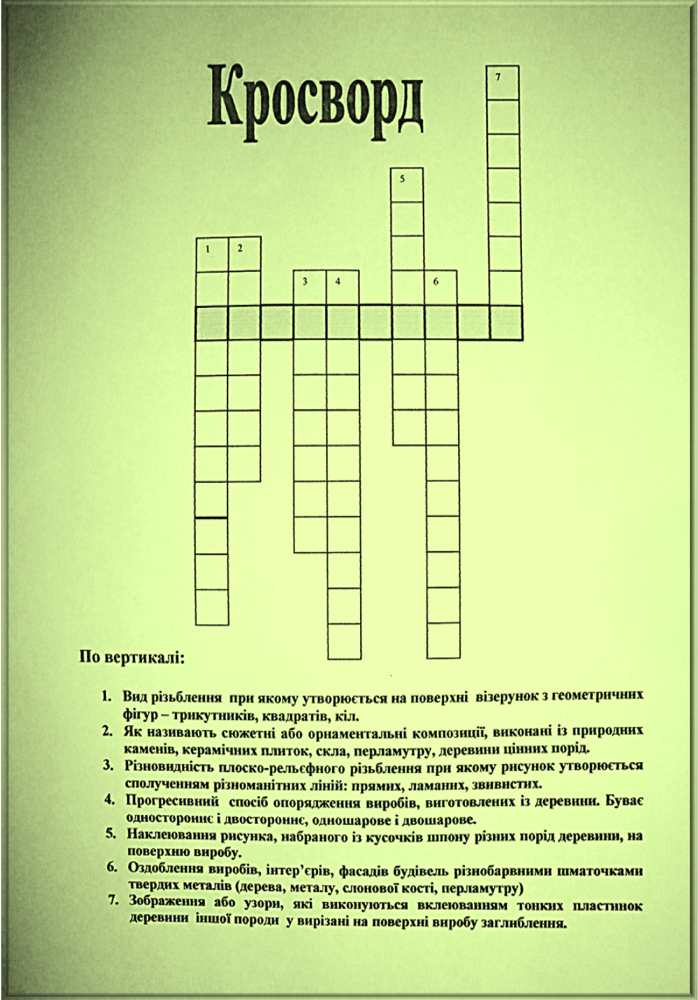 Кросворд
7
5
1 2
3 4 6
По вертикалі:
1. Вид різьблення при якому утворюється на поверхні візерунок з геометричних
фігур – трикутників, квадратів, кіл.
2. Як називають сюжетні або орнаментальні композиції, виконані із природних
каменів, керамічних плиток, скла, перламутру, деревини цінних порід.
3. Різновидність плоско-рельєфного різьблення при якому рисунок утворюється
сполученням різноманітних ліній: прямих, ламаних, звивистих.
4. Прогресивний спосіб опорядження виробів, виготовлених із деревини. Буває
одностороннє і двостороннє, одношарове і двошарове.
5. Наклеювання рисунка, набраного із кусочків шпону різних порід деревини, на
поверхню виробу.
6. Оздоблення виробів, інтер’єрів, фасадів будівель різнобарвними шматочками
твердих металів (дерева, металу, слонової кості, перламутру)
7. Зображення або узори, які виконуються вклеюванням тонких пластинок
деревини іншої породи у вирізані на поверхні виробу заглиблення.